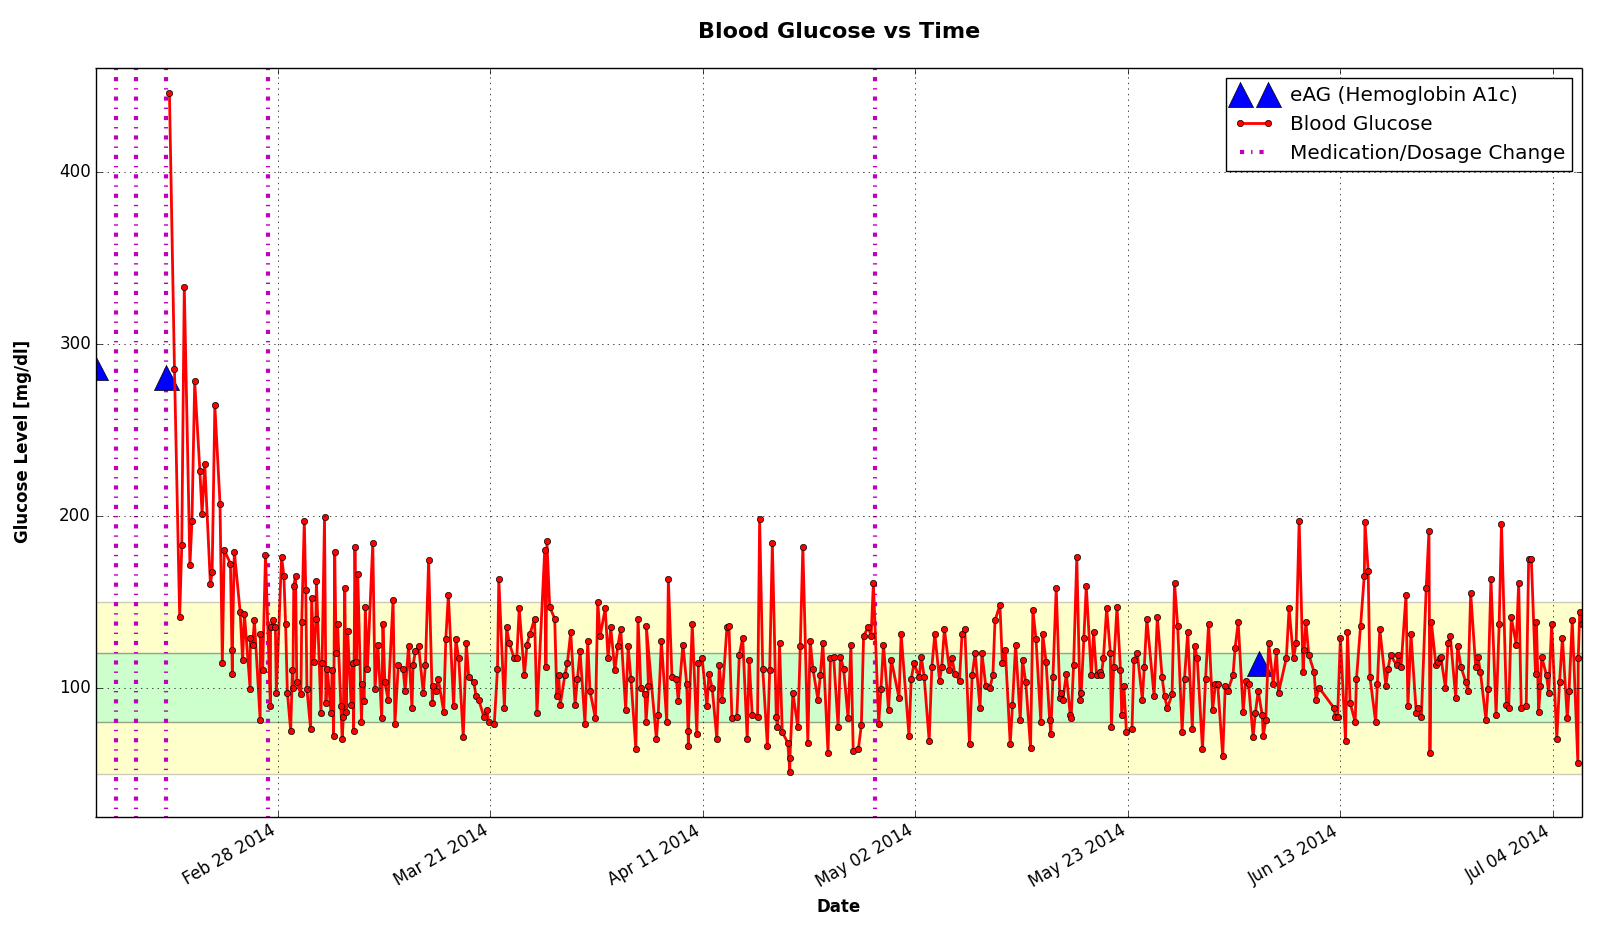 Blood Glucose vs Time
eAG (Hemoglobin A1c)
Blood Glucose
Medication/Dosage Change
400
300
200
100
Glucose Level [mg/dl]
Feb 28 2014
Mar 21 2014
Apr 11 2014
May 02 2014
May 23 2014
Jun 13 2014
Jul 04 2014
Date